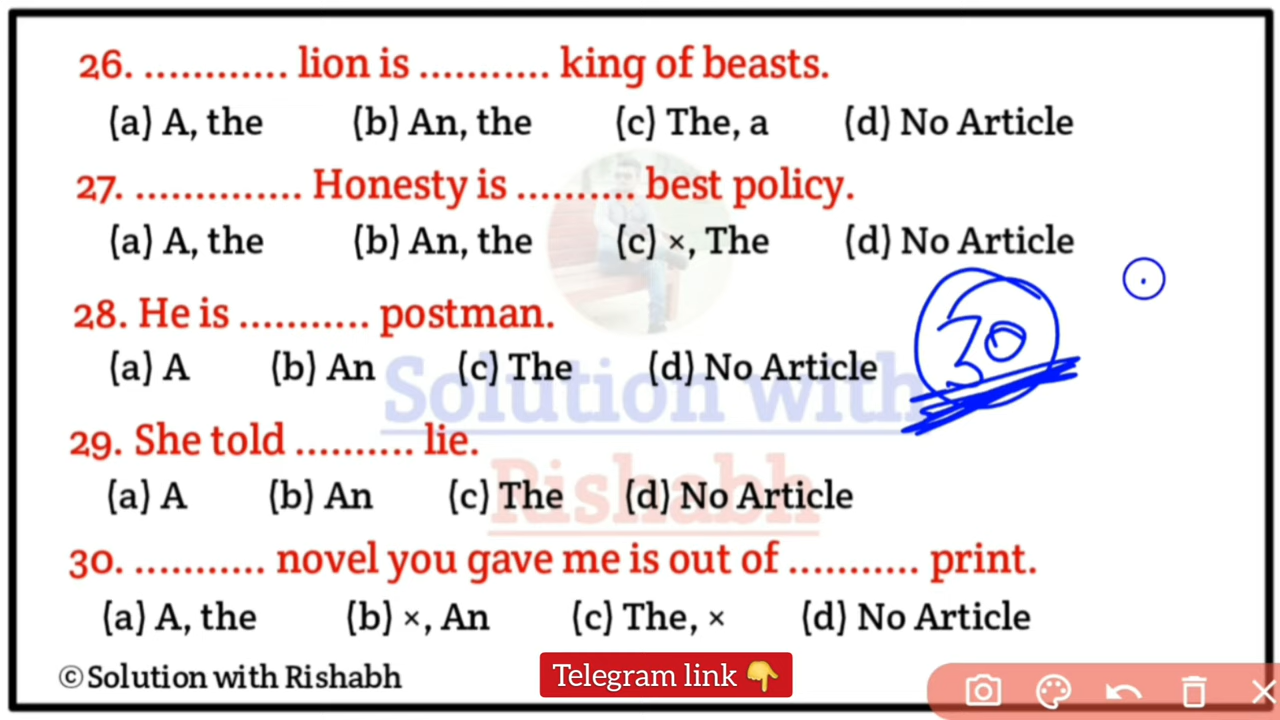 26. ............ lion is ........... king of beasts.
(a) A, the (b) An, the (c) The, a (d) No Article
27. .............. Honesty is .......... best policy.
(a) A, the (b) An, the (c) ×, The (d) No Article
28. He is ........... postman.
30
(a) A (b) An (c) The (d) No Article
Solution with
29. She told .......... lie.
(a) A (b) An (c) The (d) No Article
Rishabh
30. ........... novel you gave me is out of ........... print.
(a) A, the (b) ×, An (c) The, × (d) No Article
©Solution with Rishabh
Telegram link 👇